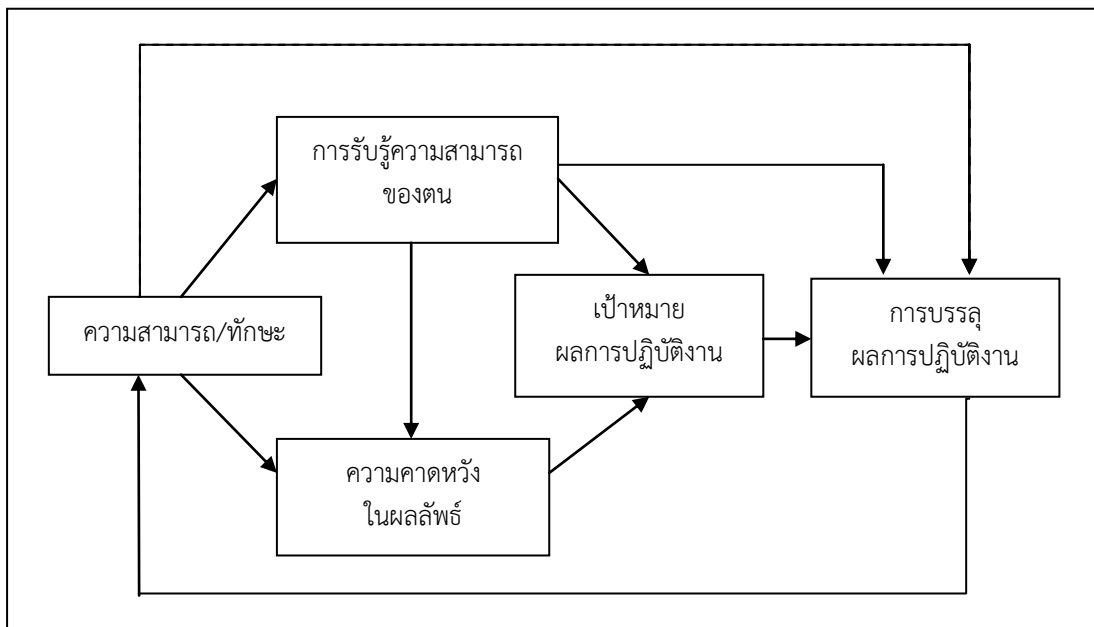 การรับรู้ความสามารถ
ของตน
ความสามารถ/ทักษะ
เป้าหมาย
ผลการปฏิบัติงาน
การบรรลุ
ผลการปฏิบัติงาน
ความคาดหวัง
ในผลลัพธ์